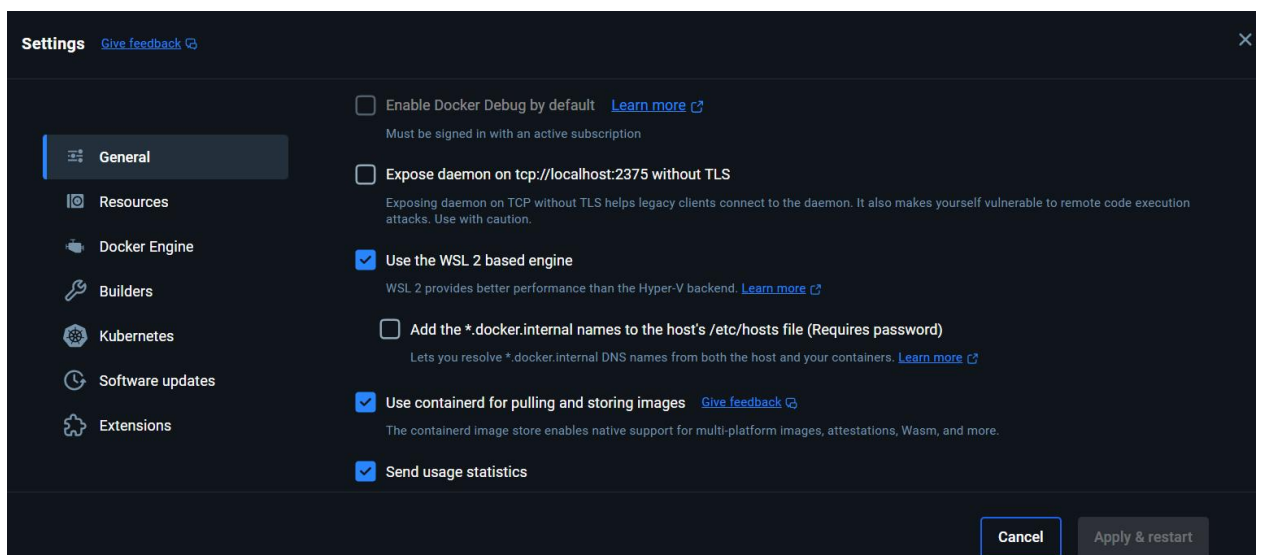 Settings Give feedback
General
Resources
Docker Engine
Builders
Kubernetes
Software updates
Extensions
Enable Docker Debug by default Learn more
Must be signed in with an active subscription
Expose daemon on tcp://localhost:2375 without TLS
Exposing daemon on TCP without TLS helps legacy clients connect to the daemon. It also makes yourself vulnerable to remote code execution
attacks. Use with caution.
Use the WSL 2 based engine
WSL 2 provides better performance than the Hyper-V backend. Learn more
Add the *.docker.internal names to the host's /etc/hosts file (Requires password)
Lets you resolve *.docker.internal DNS names from both the host and your containers. Learn more
Use containerd for pulling and storing images Give feedback
The containerd image store enables native support for multi-platform images, attestations, Wasm, and more.
Send usage statistics
Cancel Apply & restart